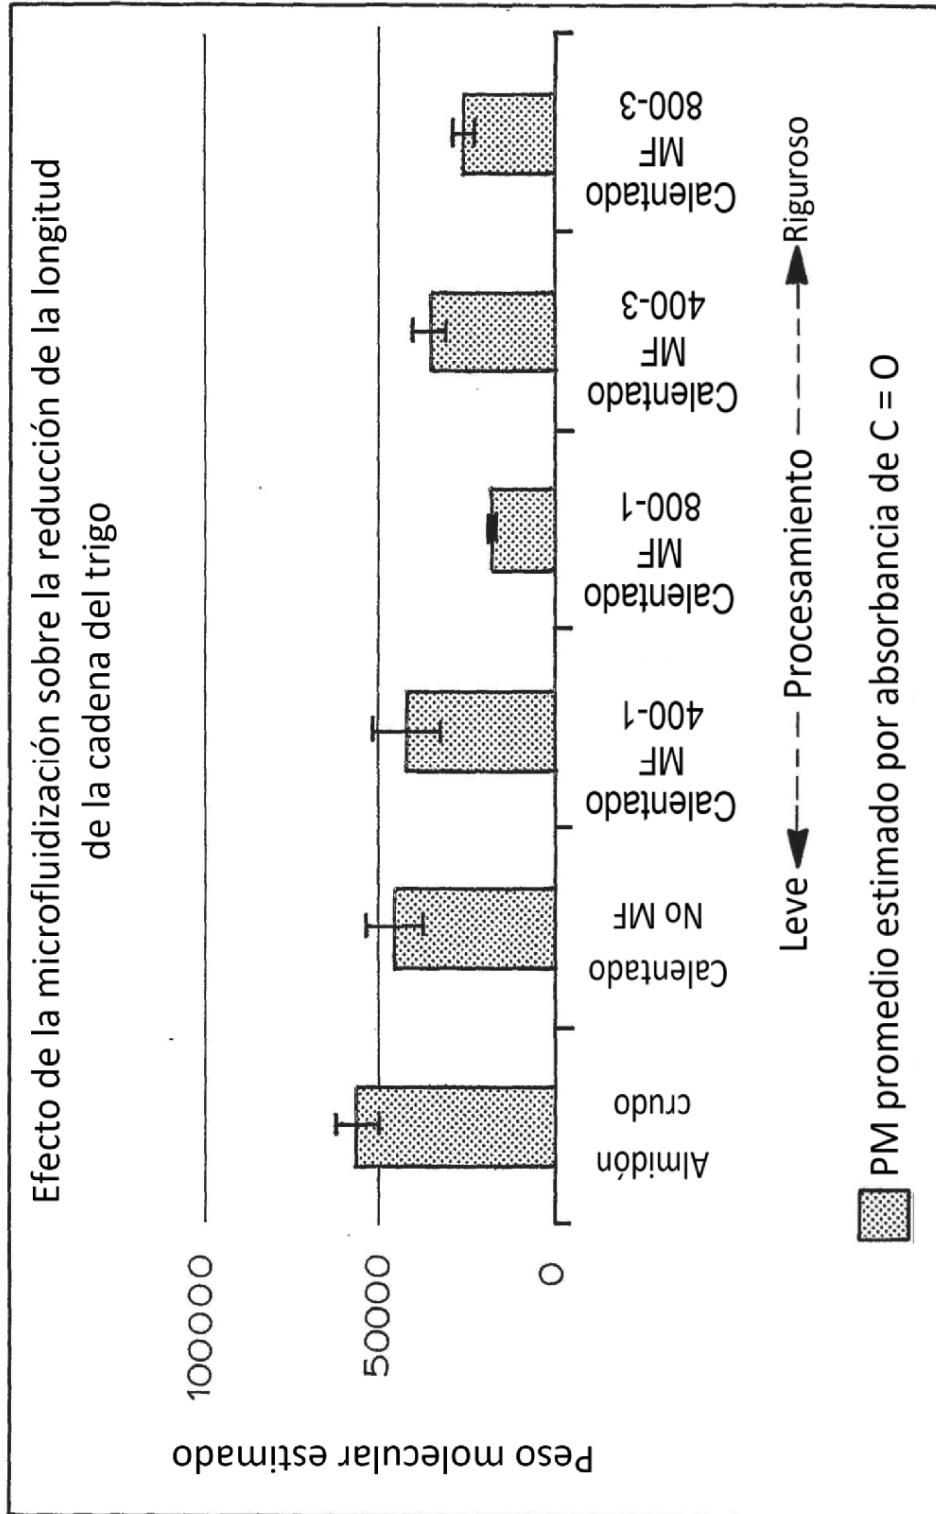 Efecto de la microfluidización sobre la reducción de la longitud
de la cadena del trigo
Peso molecular estimado
100000
50000
0
Almidón
crudo
Calentado
No MF
Calentado
MF
400-1
Calentado
MF
800-1
Calentado
MF
400-3
Calentado
MF
800-3
Leve Procesamiento Riguroso
PM promedio estimado por absorbancia de C = O